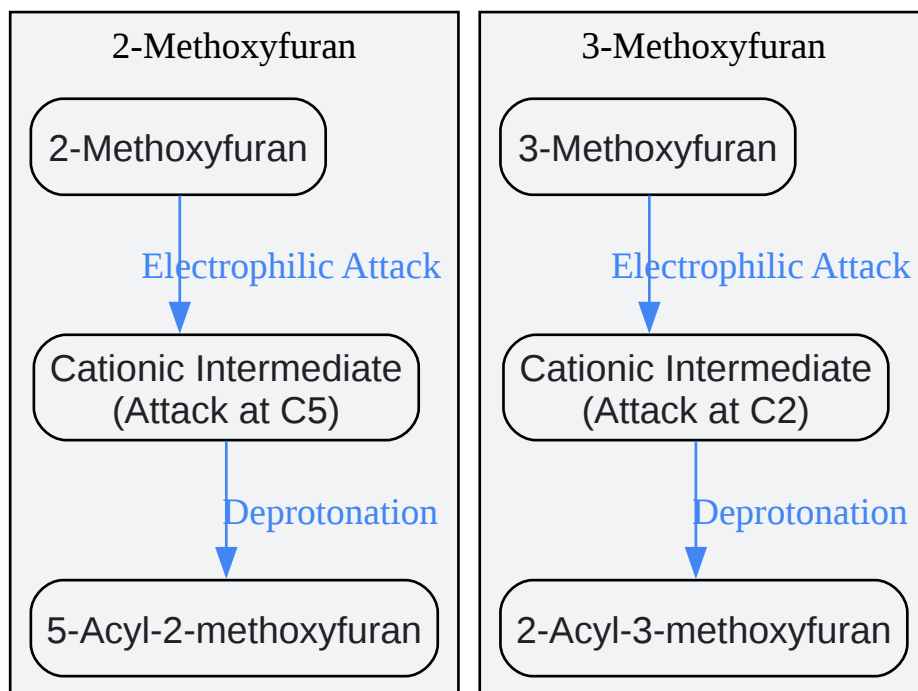 2-Methoxyfuran
2-Methoxyfuran
Electrophilic Attack
Cationic Intermediate
(Attack at C5)
Deprotonation
5-Acyl-2-methoxyfuran
3-Methoxyfuran
3-Methoxyfuran
Electrophilic Attack
Cationic Intermediate
(Attack at C2)
Deprotonation
2-Acyl-3-methoxyfuran